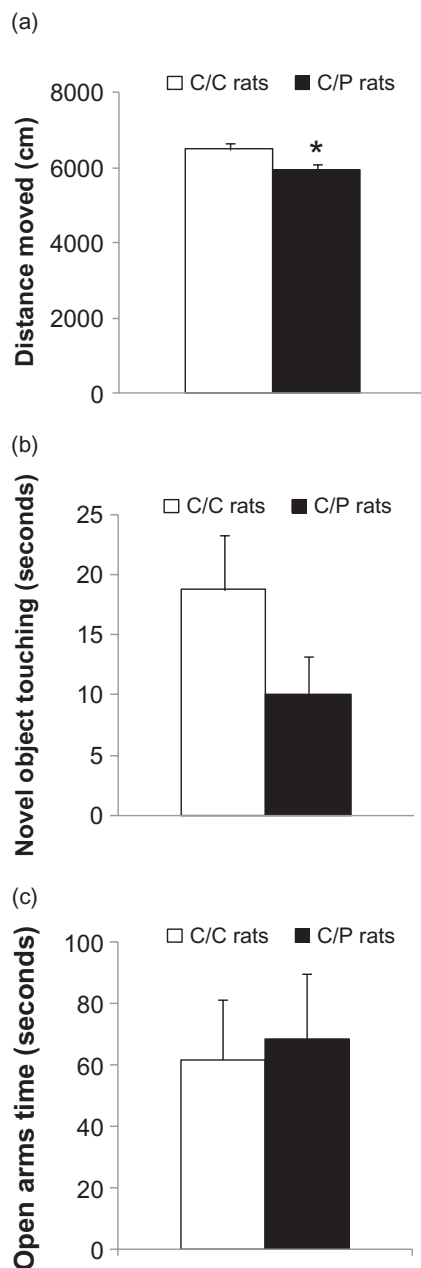 (a)
C/C rats C/P rats
Distance moved (cm)
8000
6000
4000
2000
0
*
(b)
C/C rats C/P rats
Novel object touching (seconds)
25
20
15
10
5
0
(c)
C/C rats C/P rats
Open arms time (seconds)
100
80
60
40
20
0